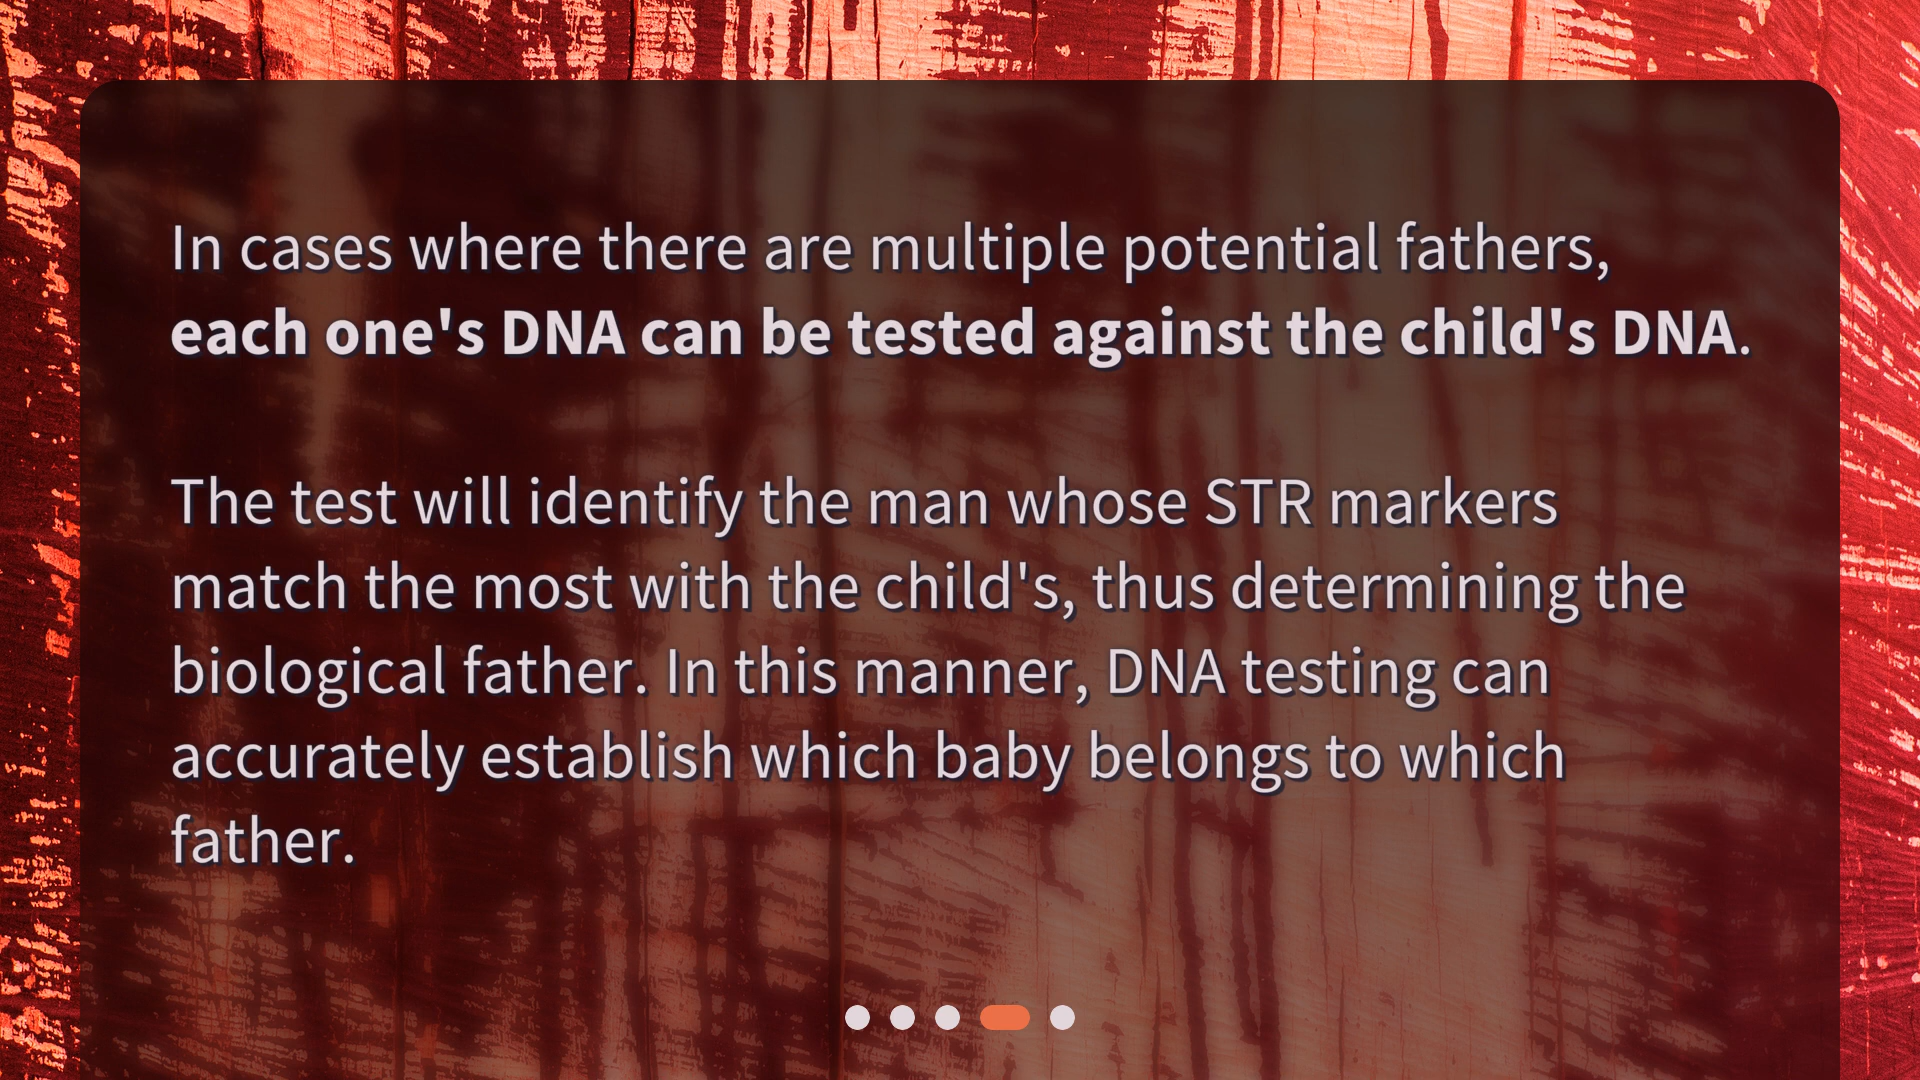 In cases where there are multiple potential fathers,
each one's DNA can be tested against the child's DNA.
The test will identify the man whose STR markers
match the most with the child's, thus determining the
biological father. In this manner, DNA testing can
accurately establish which baby belongs to which
father.